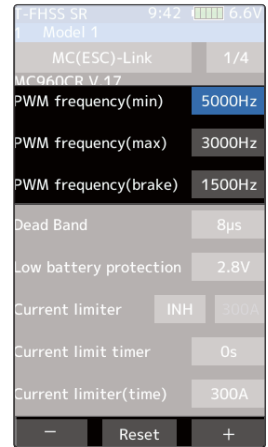 T-FHSS SR 9:42 6.6V
1 Model 1
MC(ESC)-Link 1/4
MC960CR V.17
PWM frequency(min) 5000Hz
PWM frequency(max) 3000Hz
PWM frequency(brake) 1500Hz
Dead Band 8µs
Low battery protection 2.8V
Current limiter INH 300A
Current limit timer 0s
Current limiter(time) 300A
− Reset +